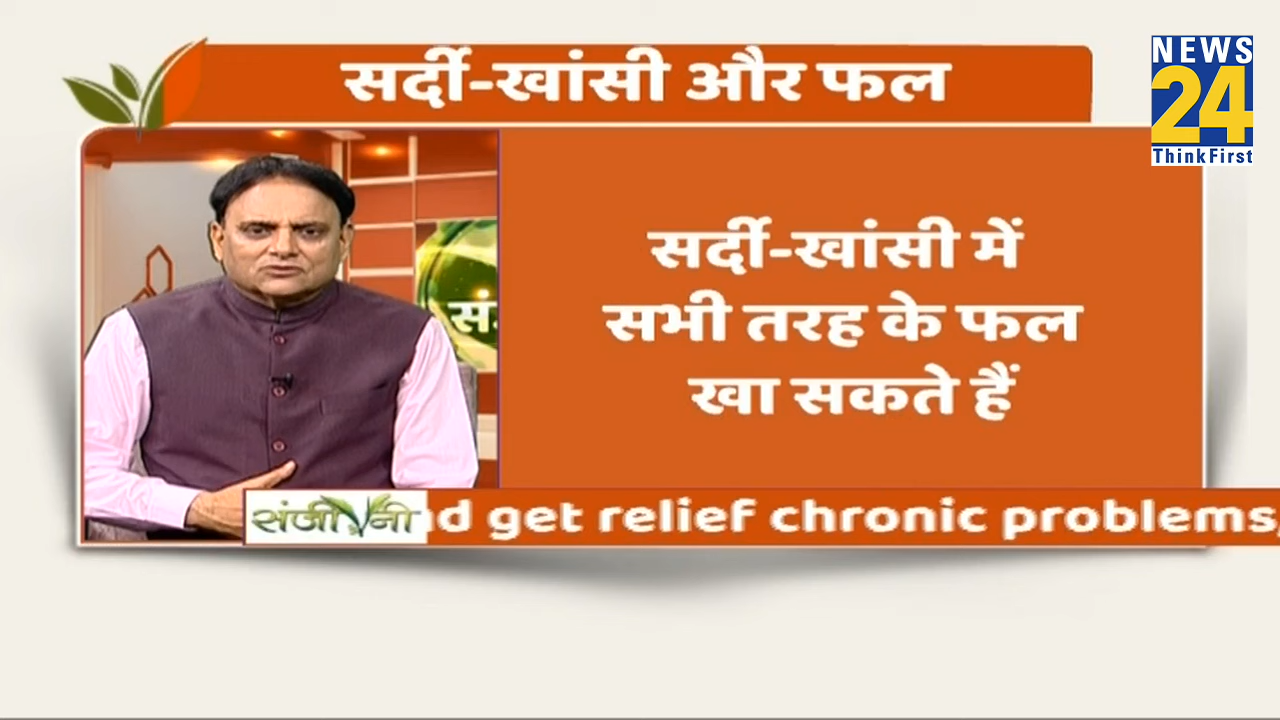 सर्दी-खांसी और फल
NEWS
24
ThinkFirst
सर्दी-खांसी में
सभी तरह के फल
खा सकते हैं
संजीवनी
get relief chronic problems,